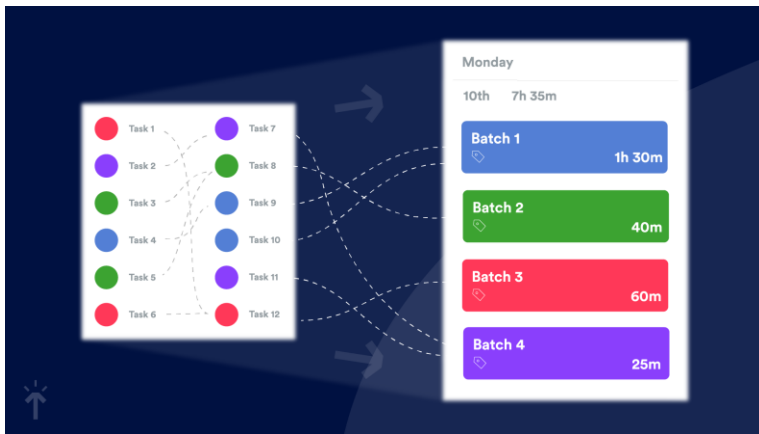 Task 1
Task 2
Task 3
Task 4
Task 5
Task 6
Task 7
Task 8
Task 9
Task 10
Task 11
Task 12
Monday
10th 7h 35m
Batch 1
1h 30m
Batch 2
40m
Batch 3
60m
Batch 4
25m